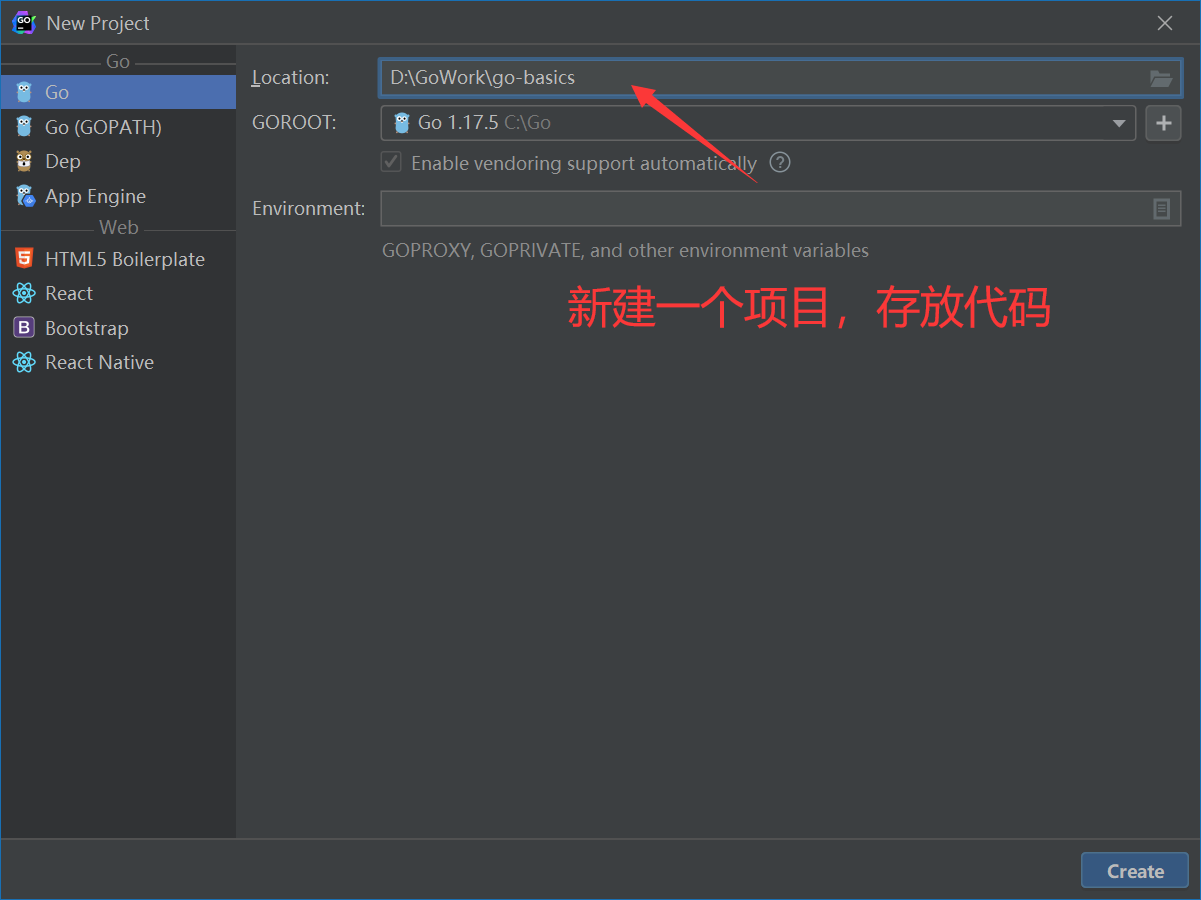 New Project
Go
Go
Go (GOPATH)
Dep
App Engine
Web
HTML5 Boilerplate
React
Bootstrap
React Native
Location: D:\GoWork\go-basics
GOROOT: Go 1.17.5 C:\Go
Enable vendoring support automatically
Environment:
GOPROXY, GOPRIVATE, and other environment variables
新建一个项目，存放代码
Create